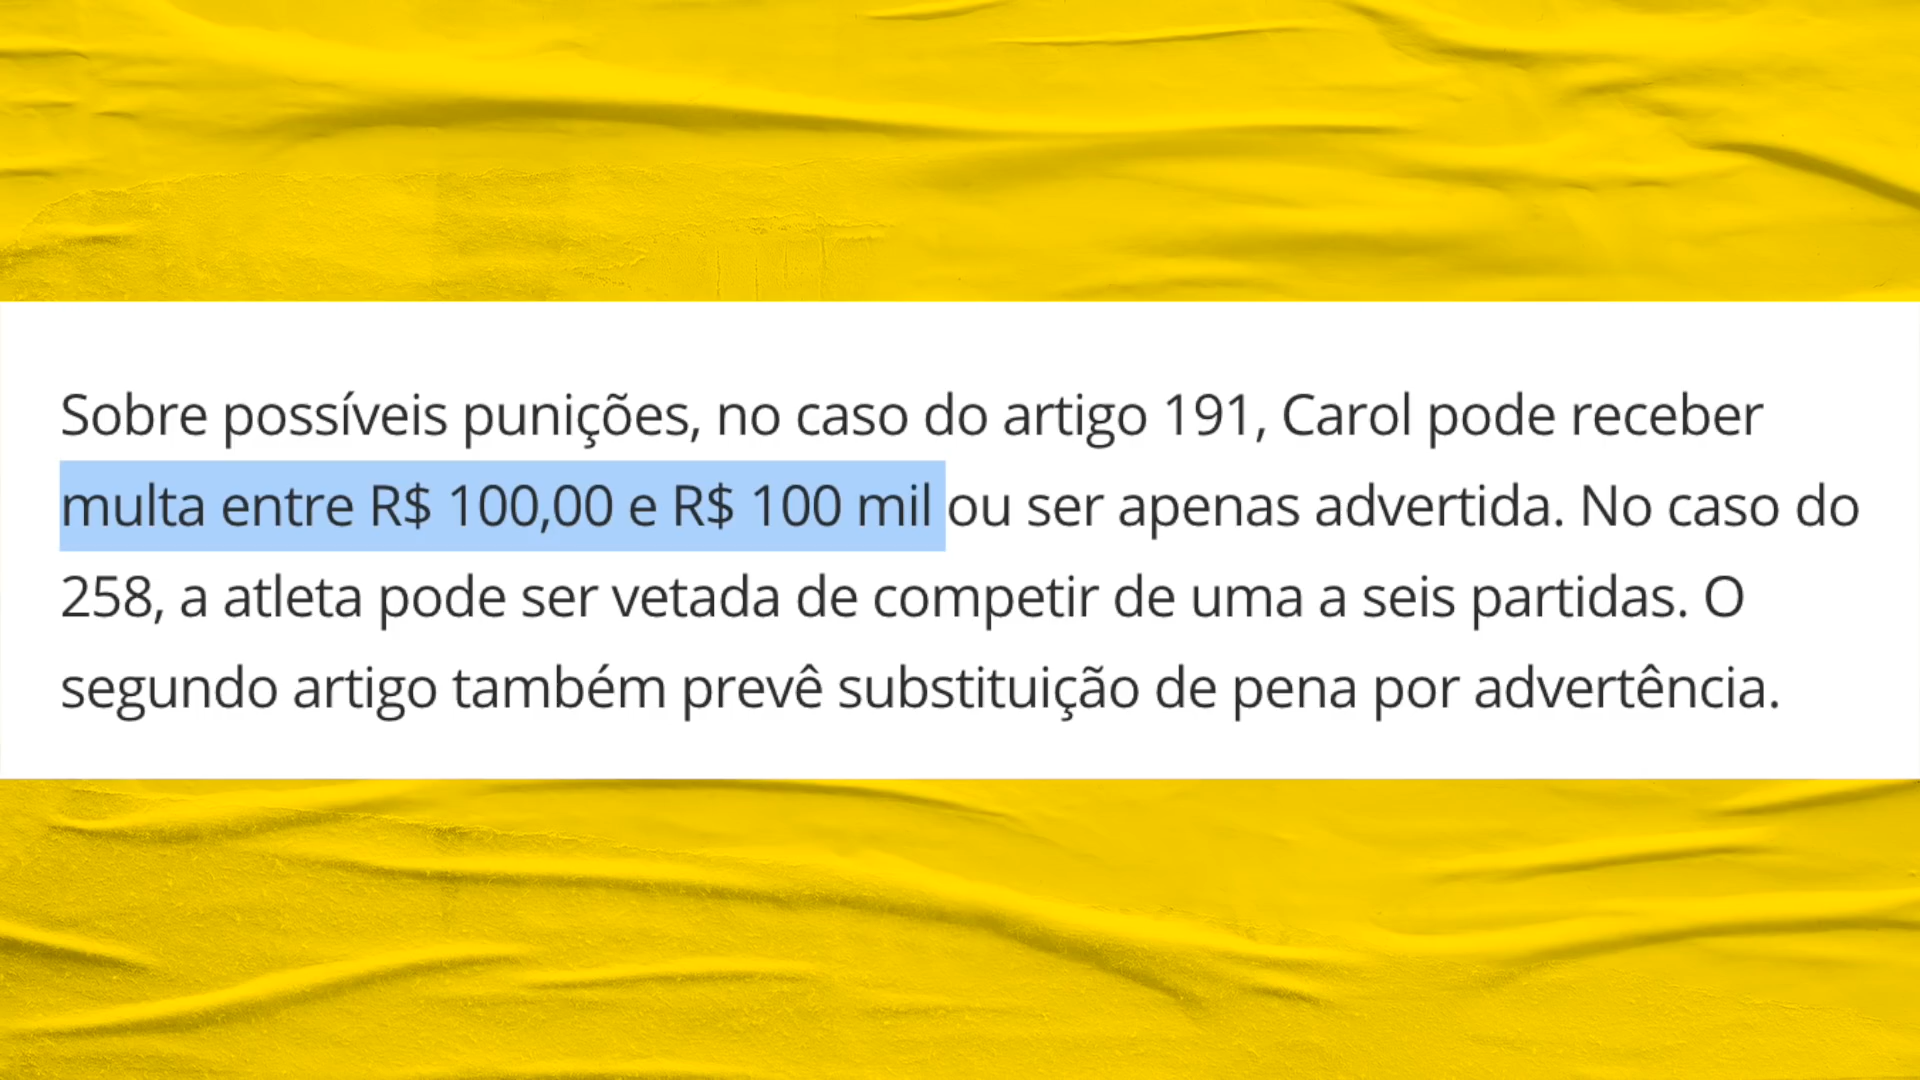 Sobre possíveis punições, no caso do artigo 191, Carol pode receber
multa entre R$ 100,00 e R$ 100 mil ou ser apenas advertida. No caso do
258, a atleta pode ser vetada de competir de uma a seis partidas. O
segundo artigo também prevê substituição de pena por advertência.